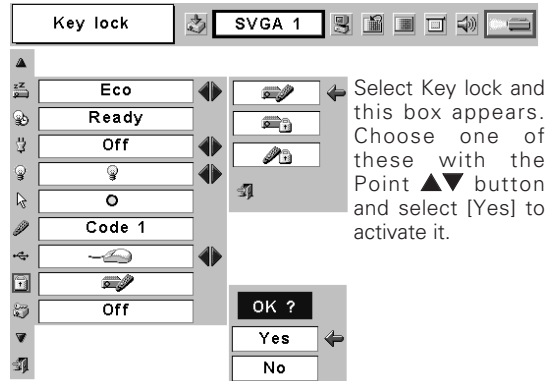 Key lock
SVGA 1
Eco
Ready
Off
Code 1
Off
Select Key lock and
this box appears.
Choose one of
these with the
Point ▲▼ button
and select [Yes] to
activate it.
OK ?
Yes
No